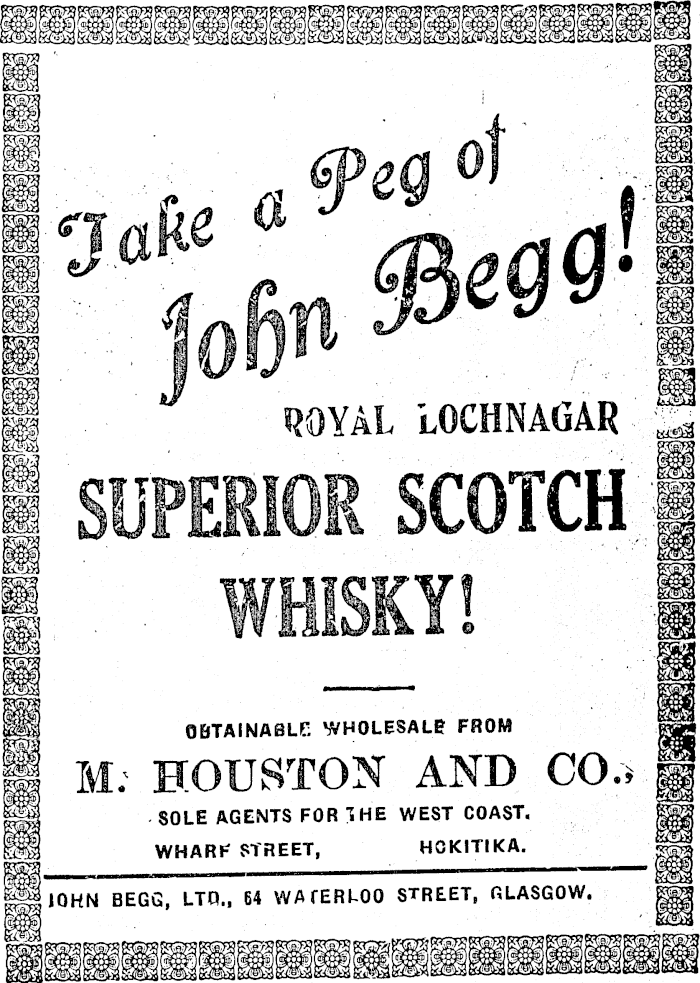 Take a Peg of
John Begg!
ROYAL LOCHNAGAR
SUPERIOR SCOTCH
WHISKY!
OBTAINABLE WHOLESALE FROM
M. HOUSTON AND CO.,
SOLE AGENTS FOR THE WEST COAST.
WHARF STREET, HOKITIKA.
JOHN BEGG, LTD., 64 WATERLOO STREET, GLASGOW.